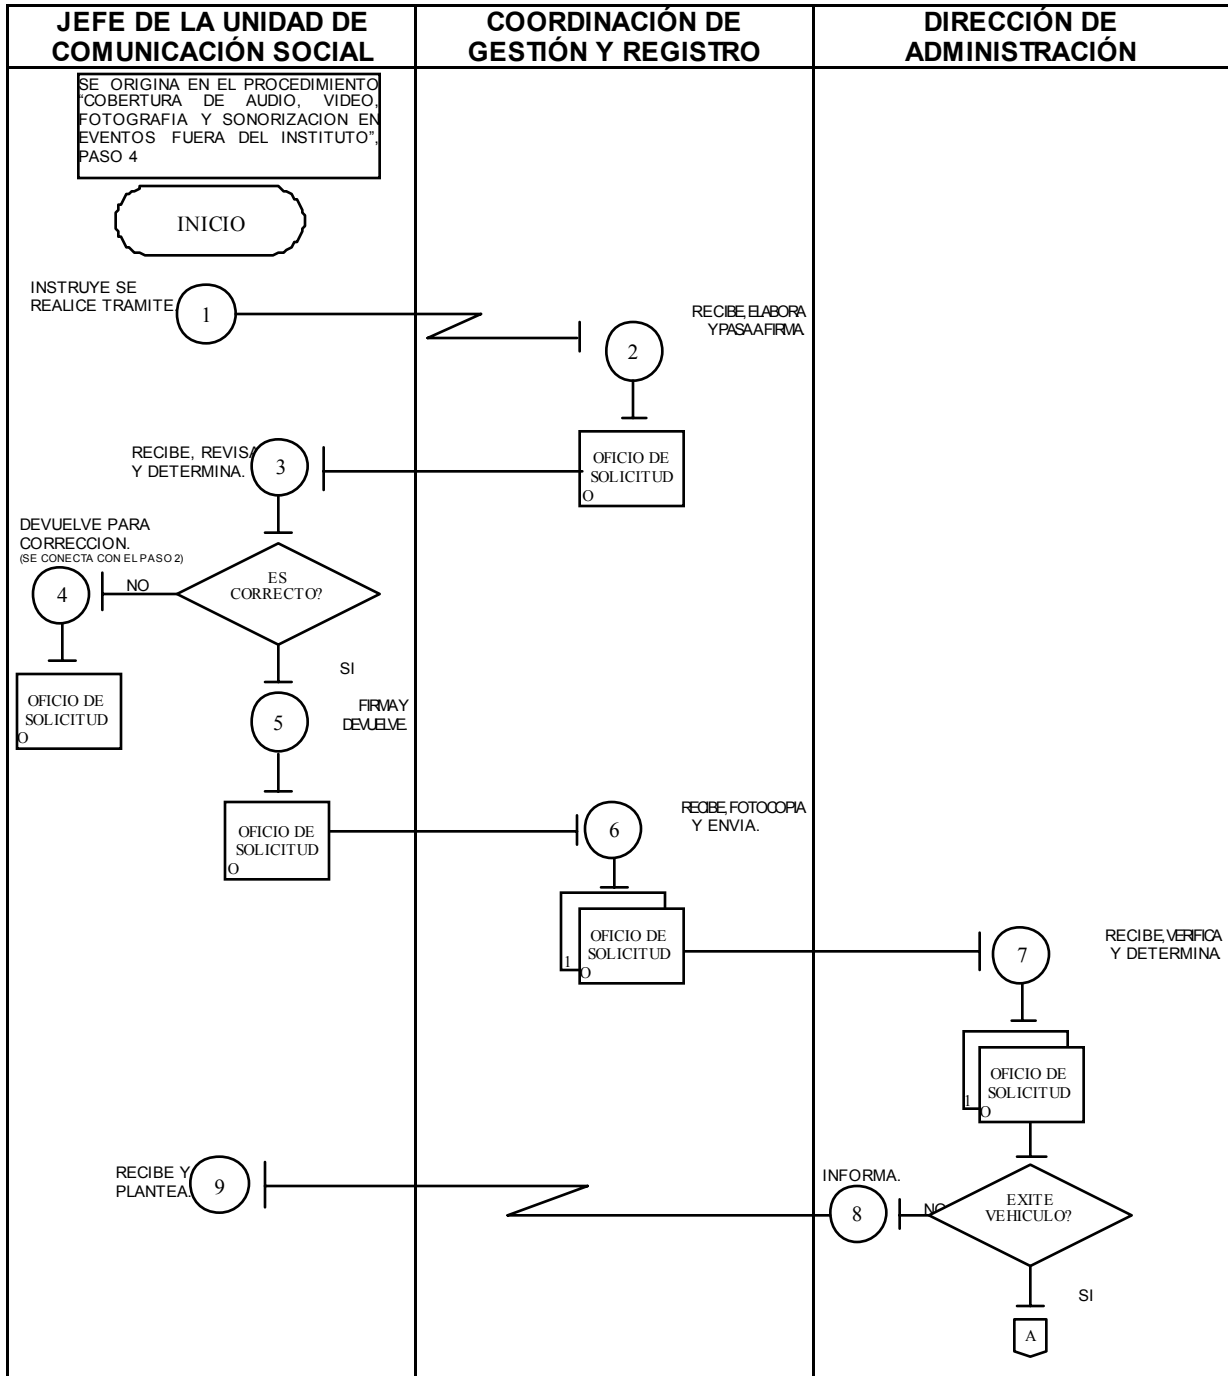 JEFE DE LA UNIDAD DE
COMUNICACIÓN SOCIAL
COORDINACIÓN DE
GESTIÓN Y REGISTRO
DIRECCIÓN DE
ADMINISTRACIÓN
SE ORIGINA EN EL PROCEDIMIENTO
“COBERTURA DE AUDIO, VIDEO,
FOTOGRAFIA Y SONORIZACION EN
EVENTOS FUERA DEL INSTITUTO”,
PASO 4
INICIO
INSTRUYE SE
REALICE TRAMITE
1
RECIBE, ELABORA
Y PASA A FIRMA.
2
OFICIO DE
SOLICITUD
O
RECIBE, REVISA
Y DETERMINA.
3
DEVUELVE PARA
CORRECCION.
(SE CONECTA CON EL PASO 2)
4
NO
ES
CORRECTO?
SI
OFICIO DE
SOLICITUD
O
5
FIRMA Y
DEVUELVE.
OFICIO DE
SOLICITUD
O
6
RECIBE, FOTOCOPIA
Y ENVIA.
OFICIO DE
SOLICITUD
1
O
7
RECIBE, VERIFICA
Y DETERMINA.
OFICIO DE
SOLICITUD
1
O
RECIBE Y
PLANTEA.
9
INFORMA.
8
NO
EXITE
VEHICULO?
SI
A